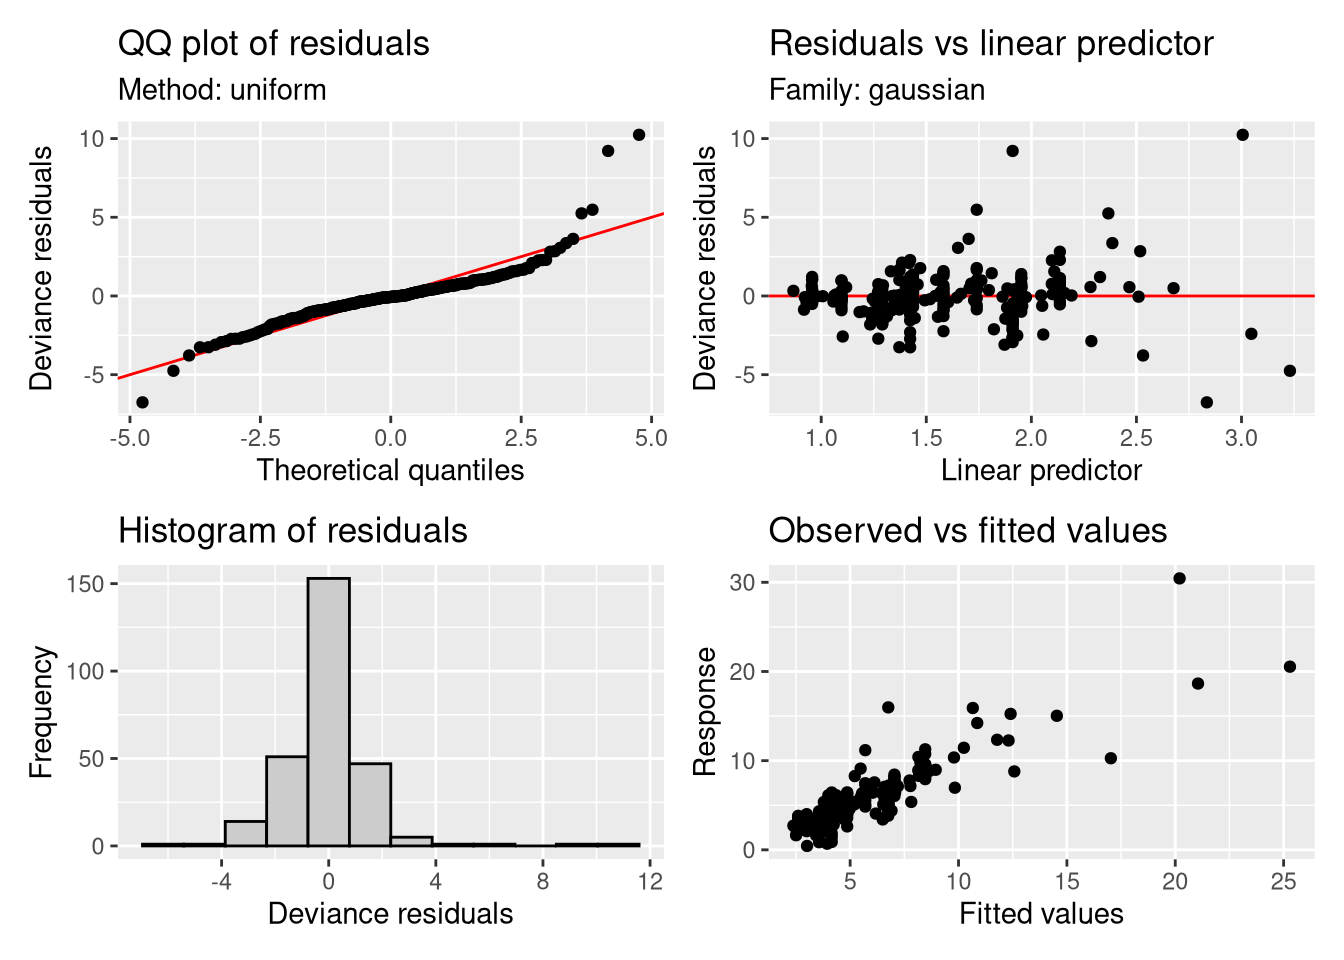 QQ plot of residuals
Method: uniform
Deviance residuals
10
5
0
-5
-5.0 -2.5 0.0 2.5 5.0
Theoretical quantiles
Residuals vs linear predictor
Family: gaussian
Deviance residuals
10
5
0
-5
1.0 1.5 2.0 2.5 3.0
Linear predictor
Histogram of residuals
Frequency
150
100
50
0
-4 0 4 8 12
Deviance residuals
Observed vs fitted values
Response
30
20
10
0
5 10 15 20 25
Fitted values